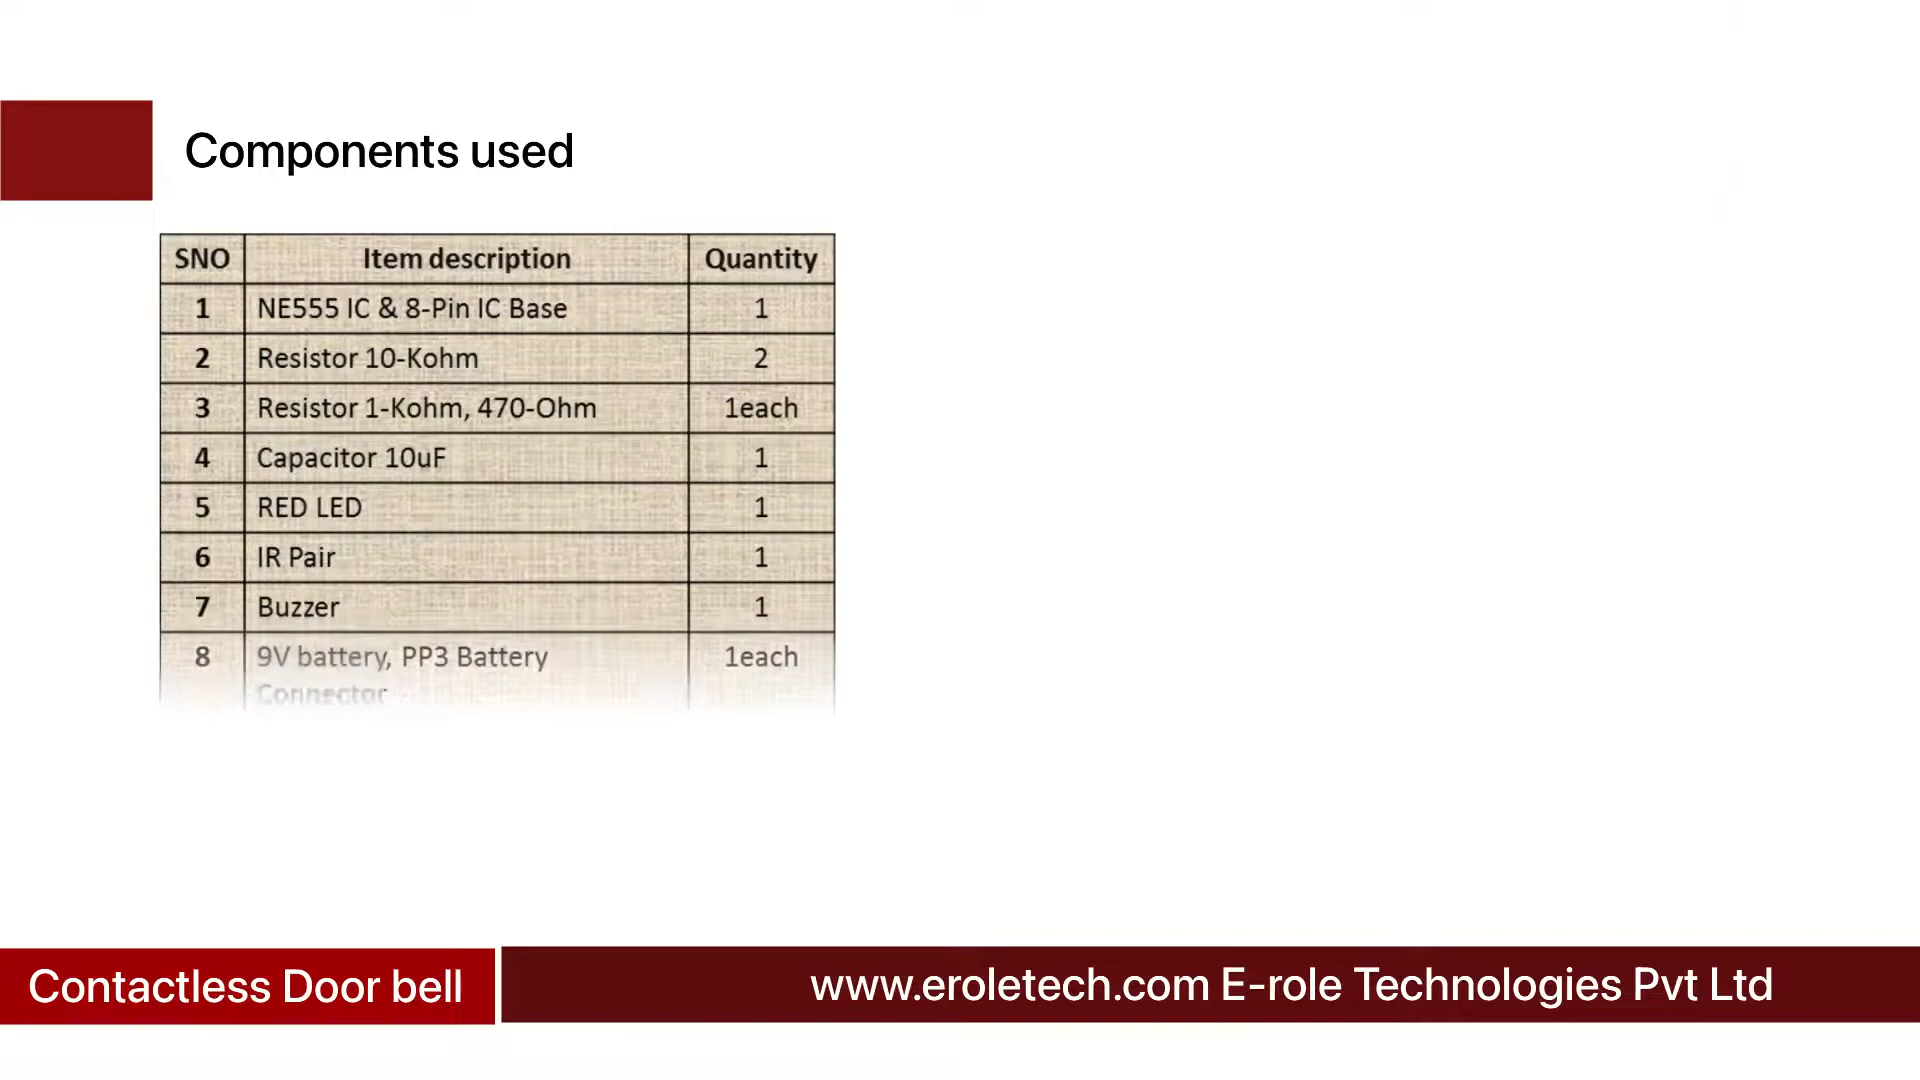 Components used
SNO Item description Quantity
1 NE555 IC & 8-Pin IC Base 1
2 Resistor 10-Kohm 2
3 Resistor 1-Kohm, 470-Ohm 1each
4 Capacitor 10uF 1
5 RED LED 1
6 IR Pair 1
7 Buzzer 1
8 9V battery, PP3 Battery 1each
Connector
Contactless Door bell
www.eroletech.com E-role Technologies Pvt Ltd